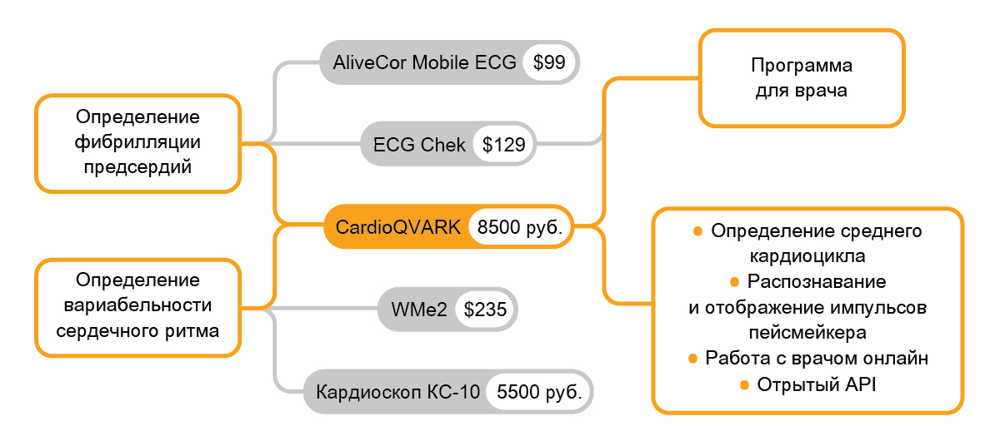 Определение
фибрилляции
предсердий
Определение
вариабельности
сердечного ритма
AliveCor Mobile ECG $99
ECG Chek $129
CardioQVARK 8500 руб.
WMe2 $235
Кардиоскоп КС-10 5500 руб.
Программа
для врача
• Определение среднего
кардиоцикла
• Распознавание
и отображение импульсов
пейсмейкера
• Работа с врачом онлайн
• Отрытый API